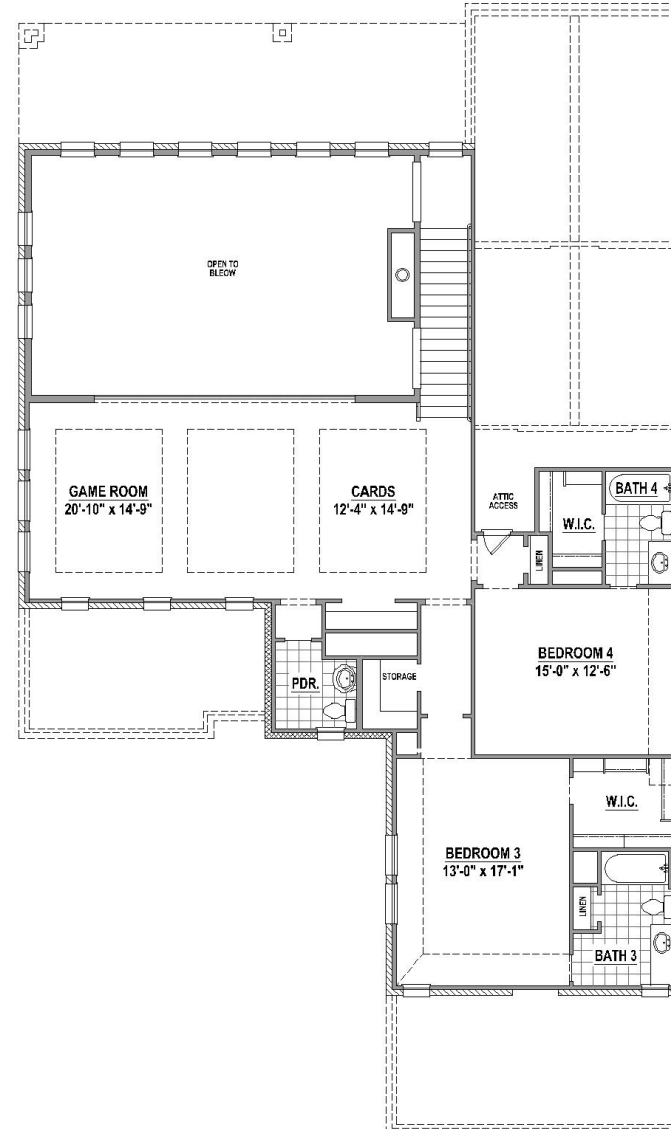 OPEN TO
BLEOW
GAME ROOM
20'-10" x 14'-9"
CARDS
12'-4" x 14'-9"
ATTIC
ACCESS
W.I.C.
BATH 4
LINEN
BEDROOM 4
15'-0" x 12'-6"
PDR.
STORAGE
W.I.C.
BEDROOM 3
13'-0" x 17'-1"
LINEN
BATH 3